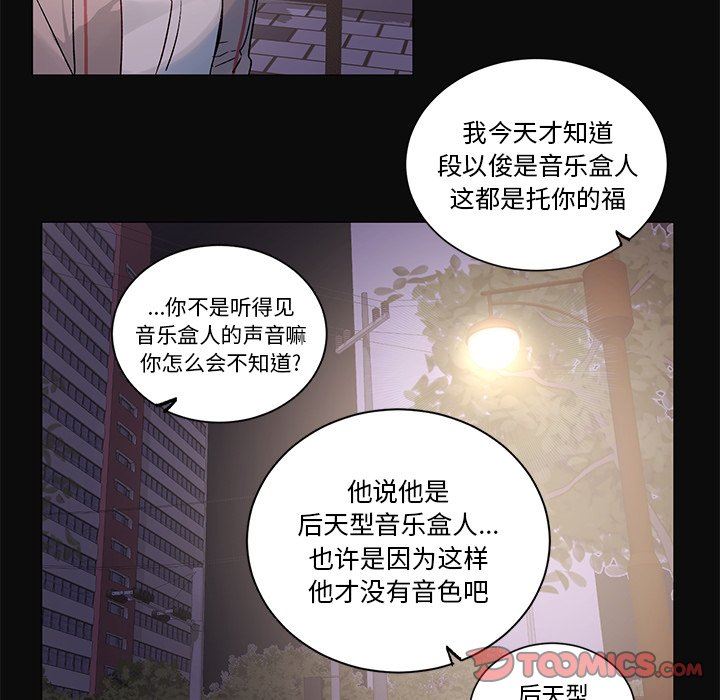 我今天才知道
段以俊是音乐盒人
这都是托你的福
...你不是听得见
音乐盒人的声音嘛
你怎么会不知道?
他说他是
后天型音乐盒人...
也许是因为这样
他才没有音色吧
后天型
TOOMICS.COM